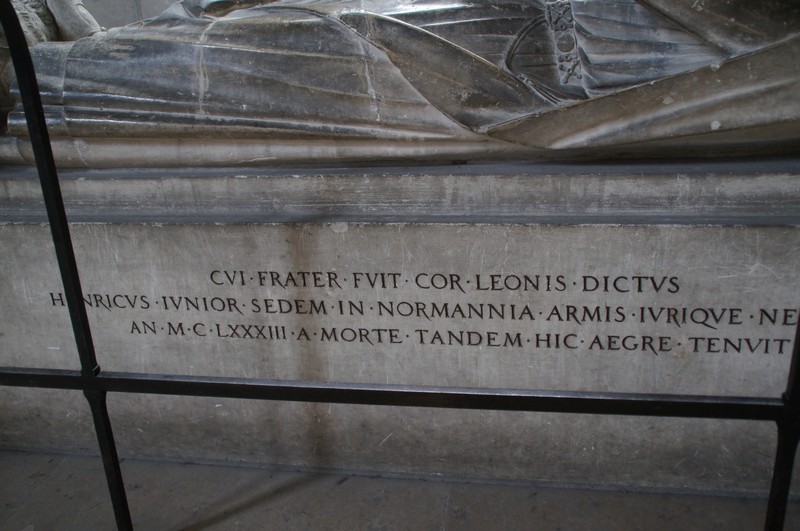 CVI·FRATER·FVIT·COR·LEONIS·DICTVS
HENRICVS·IVNIOR·SEDEM·IN·NORMANNIA·ARMIS·IVRIQVE·NE
AN·M·C·LXXXIII·A·MORTE·TANDEM·HIC·AEGRE·TENVIT